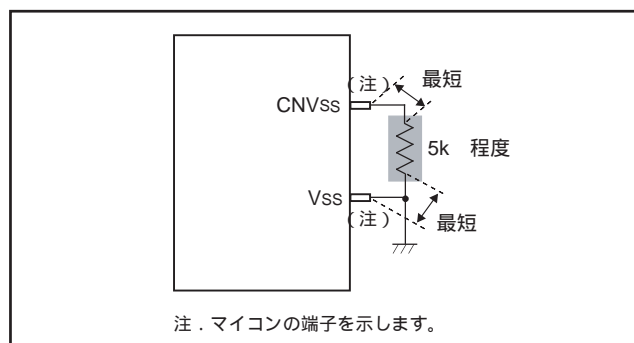 (注)
最短
CNVSS
5k 程度
VSS
(注)
最短
注．マイコンの端子を示します。